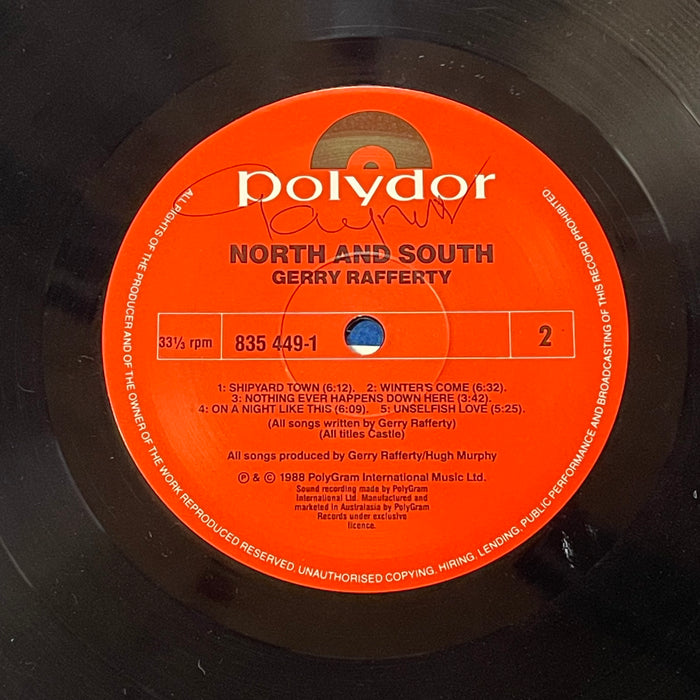 polydor
NORTH AND SOUTH
GERRY RAFFERTY
33⅓ rpm
835 449-1
2
1: SHIPYARD TOWN (6:12). 2: WINTER'S COME (6:32).
3: NOTHING EVER HAPPENS DOWN HERE (3:42).
4: ON A NIGHT LIKE THIS (6:09). 5: UNSELFISH LOVE (5:25).
(All songs written by Gerry Rafferty)
(All titles Castle)
All songs produced by Gerry Rafferty/Hugh Murphy
Ⓟ & © 1988 PolyGram International Music Ltd.
Sound recording made by PolyGram
International Ltd. Manufactured and
marketed in Australasia by PolyGram
Records under exclusive
licence.
ALL RIGHTS OF THE PRODUCER AND OF THE OWNER OF THE WORK REPRODUCED RESERVED. UNAUTHORISED COPYING, HIRING, LENDING, PUBLIC PERFORMANCE AND BROADCASTING OF THIS RECORD PROHIBITED